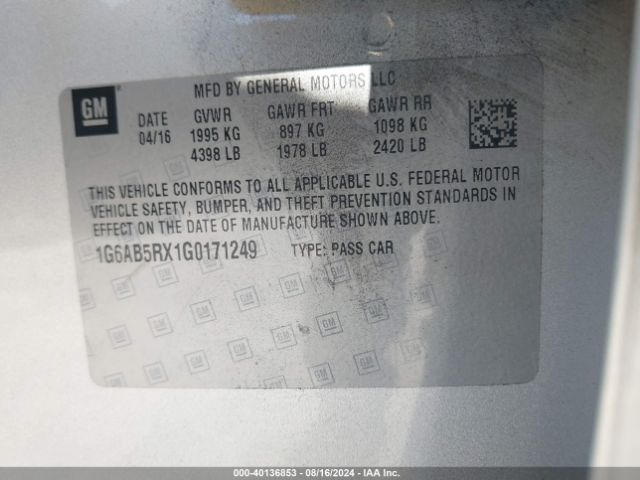 MFD BY GENERAL MOTORS LLC
GM
DATE GVWR GAWR FRT GAWR RR
04/16 1995 KG 897 KG 1098 KG
4398 LB 1978 LB 2420 LB
THIS VEHICLE CONFORMS TO ALL APPLICABLE U.S. FEDERAL MOTOR
VEHICLE SAFETY, BUMPER, AND THEFT PREVENTION STANDARDS IN
EFFECT ON THE DATE OF MANUFACTURE SHOWN ABOVE.
1G6AB5RX1G0171249 TYPE: PASS CAR
000-40136853 / 08/16/2024 - IAA Inc.